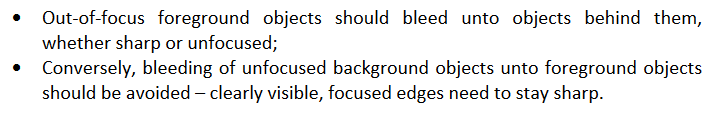 • Out-of-focus foreground objects should bleed unto objects behind them,
whether sharp or unfocused;
• Conversely, bleeding of unfocused background objects unto foreground objects
should be avoided – clearly visible, focused edges need to stay sharp.